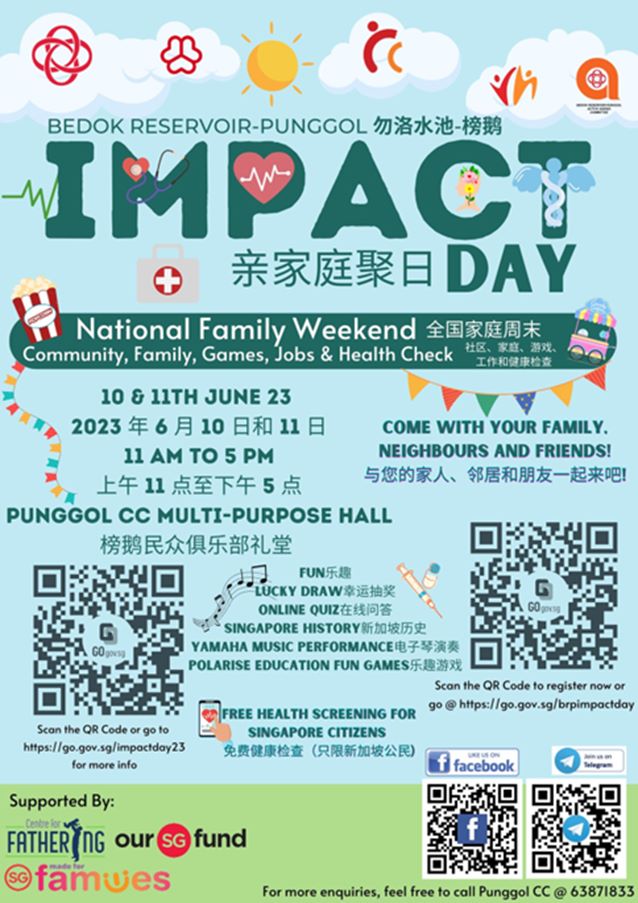 BEDOK RESERVOIR-PUNGGOL 勿洛水池-榜鹅
IMPACT
亲家庭聚日 DAY
POPCORN
National Family Weekend 全国家庭周末
Community, Family, Games, Jobs & Health Check 社区、家庭、游戏、
工作和健康检查
10 & 11TH JUNE 23
2023 年 6 月 10 日和 11 日
11 AM TO 5 PM
上午 11 点至下午 5 点
PUNGGOL CC MULTI-PURPOSE HALL
榜鹅民众俱乐部礼堂
COME WITH YOUR FAMILY,
NEIGHBOURS AND FRIENDS!
与您的家人、邻居和朋友一起来吧!
GOgov.sg
GOgov.sg
FUN乐趣
LUCKY DRAW幸运抽奖
ONLINE QUIZ在线问答
SINGAPORE HISTORY新加坡历史
YAMAHA MUSIC PERFORMANCE电子琴演奏
POLARISE EDUCATION FUN GAMES乐趣游戏
Scan the QR Code to register now or
go @ https://go.gov.sg/brpimpactday
Scan the QR Code or go to
https://go.gov.sg/impactday23
for more info
FREE HEALTH SCREENING FOR
SINGAPORE CITIZENS
免费健康检查（只限新加坡公民）
LIKE US ON
facebook
Join us on
Telegram
Supported By:
Centre for
FATHERING
our SG fund
SG made for
families
For more enquiries, feel free to call Punggol CC @ 63871833